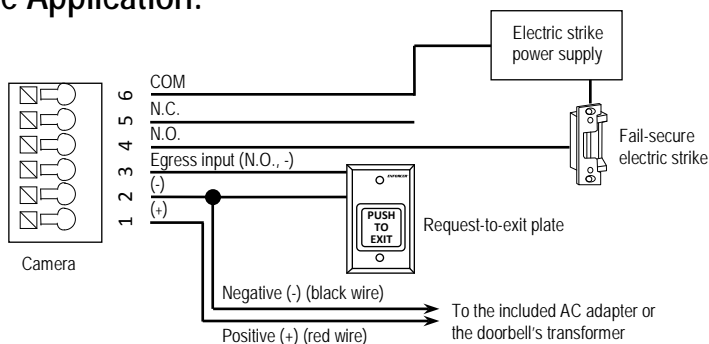 c Application:
Electric strike
power supply
6 COM
5 N.C.
4 N.O.
3 Egress input (N.O., -)
2 (-)
1 (+)
Camera
Fail-secure
electric strike
ENFORCER
PUSH
TO
EXIT
Request-to-exit plate
Negative (-) (black wire)
Positive (+) (red wire)
To the included AC adapter or
the doorbell's transformer